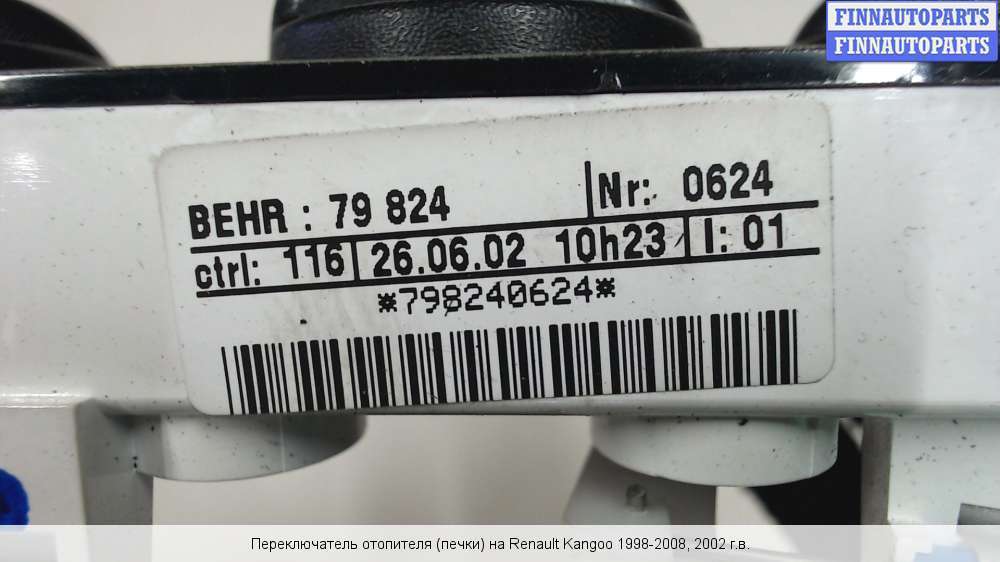 FINNAUTOPARTS
FINNAUTOPARTS
BEHR : 79 824 Nr: 0624
ctrl: 116 26.06.02 10h23 I: 01
*798240624*
Переключатель отопителя (печки) на Renault Kangoo 1998-2008, 2002 г.в.